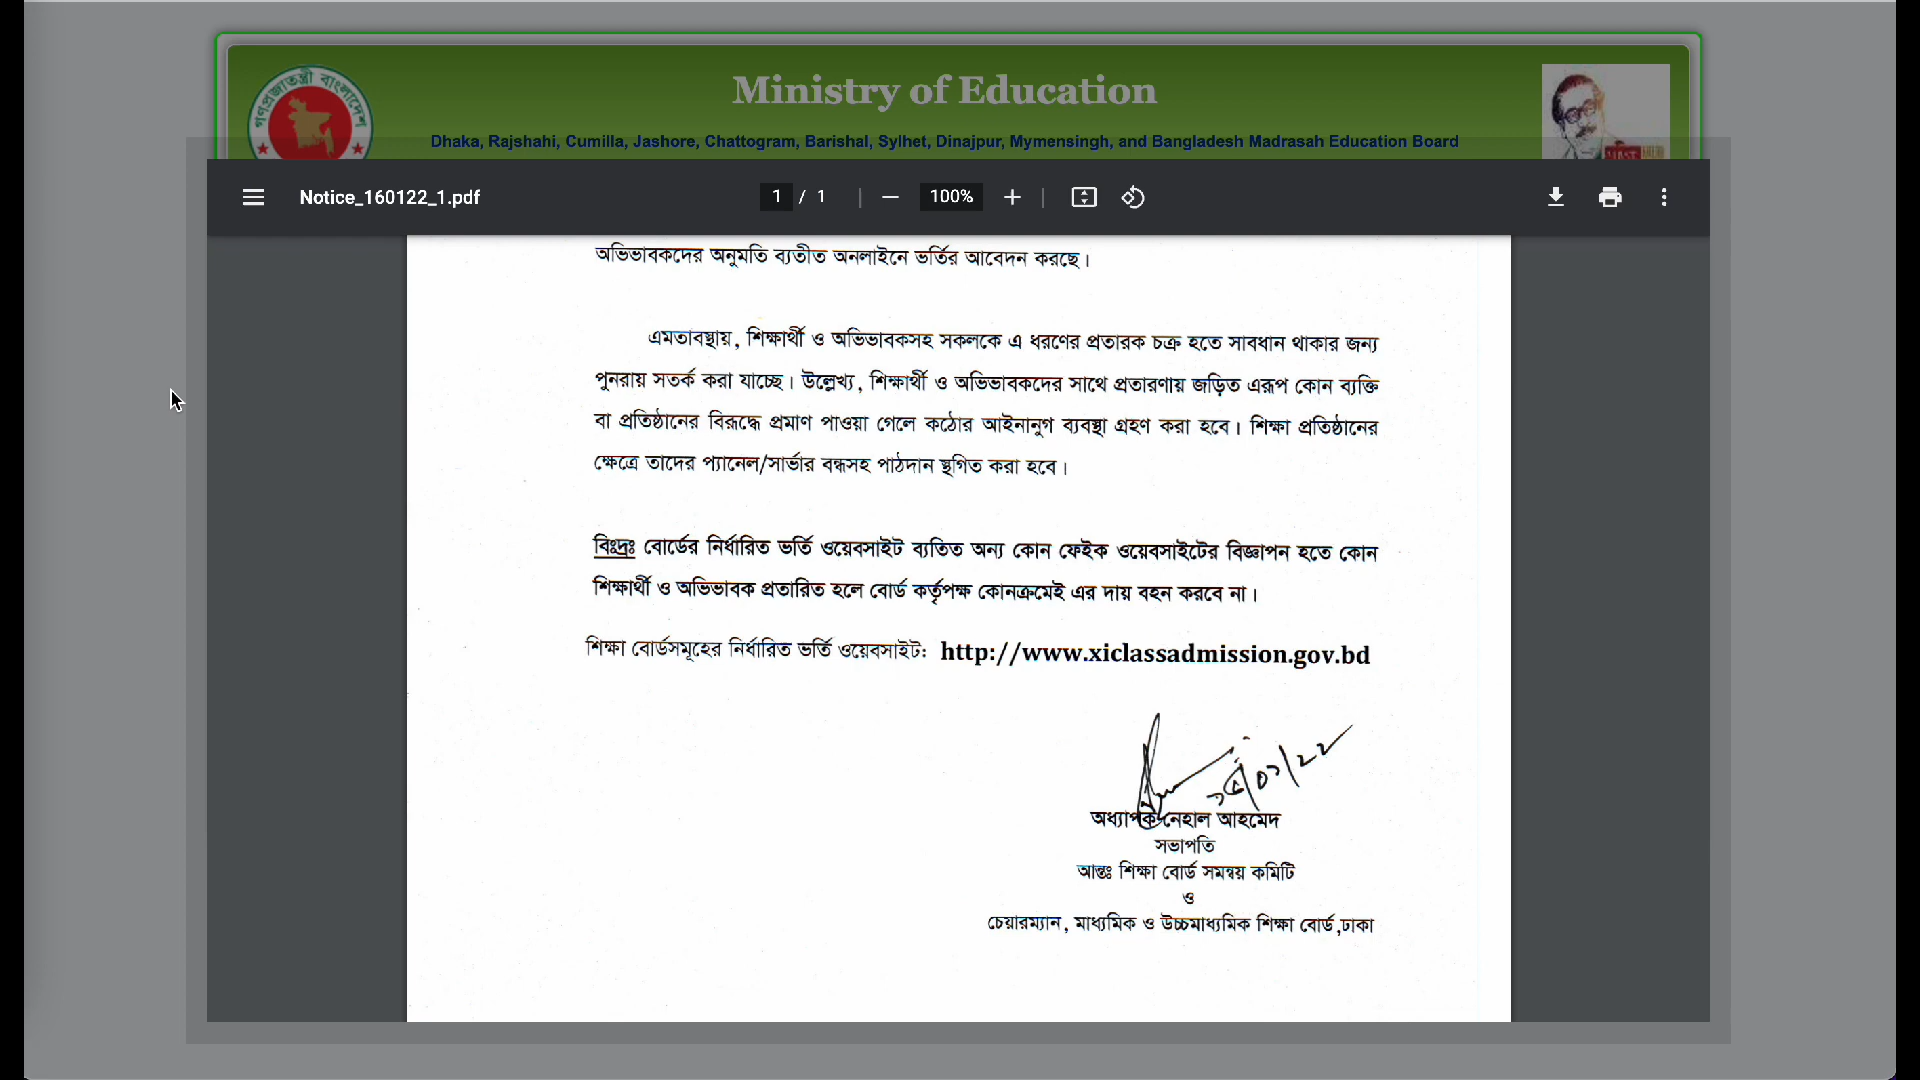 গণপ্রজাতন্ত্রী বাংলাদেশ
Ministry of Education
Dhaka, Rajshahi, Cumilla, Jashore, Chattogram, Barishal, Sylhet, Dinajpur, Mymensingh, and Bangladesh Madrasah Education Board
Notice_160122_1.pdf
1 / 1
100%
অভিভাবকদের অনুমতি ব্যতীত অনলাইনে ভর্তির আবেদন করছে।
এমতাবস্থায়, শিক্ষার্থী ও অভিভাবকসহ সকলকে এ ধরণের প্রতারক চক্র হতে সাবধান থাকার জন্য
পুনরায় সতর্ক করা যাচ্ছে। উল্লেখ্য, শিক্ষার্থী ও অভিভাবকদের সাথে প্রতারণায় জড়িত এরূপ কোন ব্যক্তি
বা প্রতিষ্ঠানের বিরূদ্ধে প্রমাণ পাওয়া গেলে কঠোর আইনানুগ ব্যবস্থা গ্রহণ করা হবে। শিক্ষা প্রতিষ্ঠানের
ক্ষেত্রে তাদের প্যানেল/সার্ভার বন্ধসহ পাঠদান স্থগিত করা হবে।
বিঃদ্রঃ বোর্ডের নির্ধারিত ভর্তি ওয়েবসাইট ব্যতিত অন্য কোন ফেইক ওয়েবসাইটের বিজ্ঞাপন হতে কোন
শিক্ষার্থী ও অভিভাবক প্রতারিত হলে বোর্ড কর্তৃপক্ষ কোনক্রমেই এর দায় বহন করবে না।
শিক্ষা বোর্ডসমূহের নির্ধারিত ভর্তি ওয়েবসাইট: http://www.xiclassadmission.gov.bd
অধ্যাপক নেহাল আহমেদ
সভাপতি
আন্তঃ শিক্ষা বোর্ড সমন্বয় কমিটি
ও
চেয়ারম্যান, মাধ্যমিক ও উচ্চমাধ্যমিক শিক্ষা বোর্ড,ঢাকা